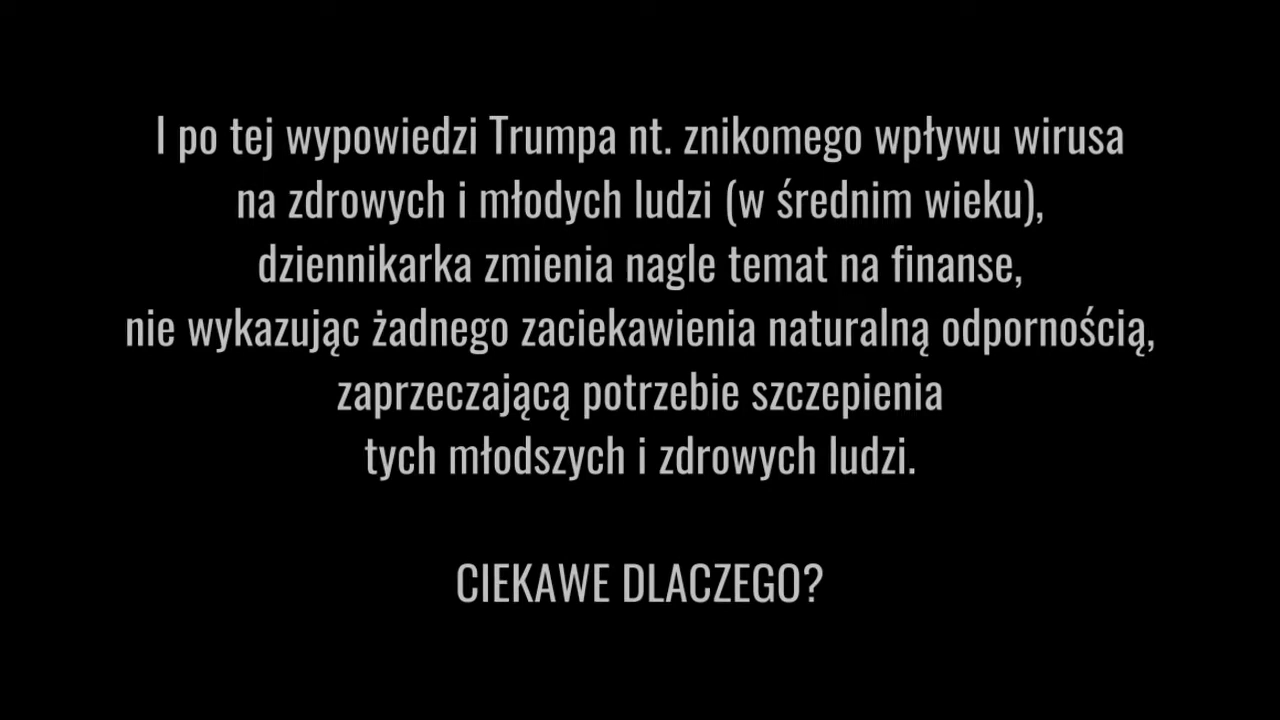 I po tej wypowiedzi Trumpa nt. znikomego wpływu wirusa
na zdrowych i młodych ludzi (w średnim wieku),
dziennikarka zmienia nagle temat na finanse,
nie wykazując żadnego zaciekawienia naturalną odpornością,
zaprzeczającą potrzebie szczepienia
tych młodszych i zdrowych ludzi.
CIEKAWE DLACZEGO?